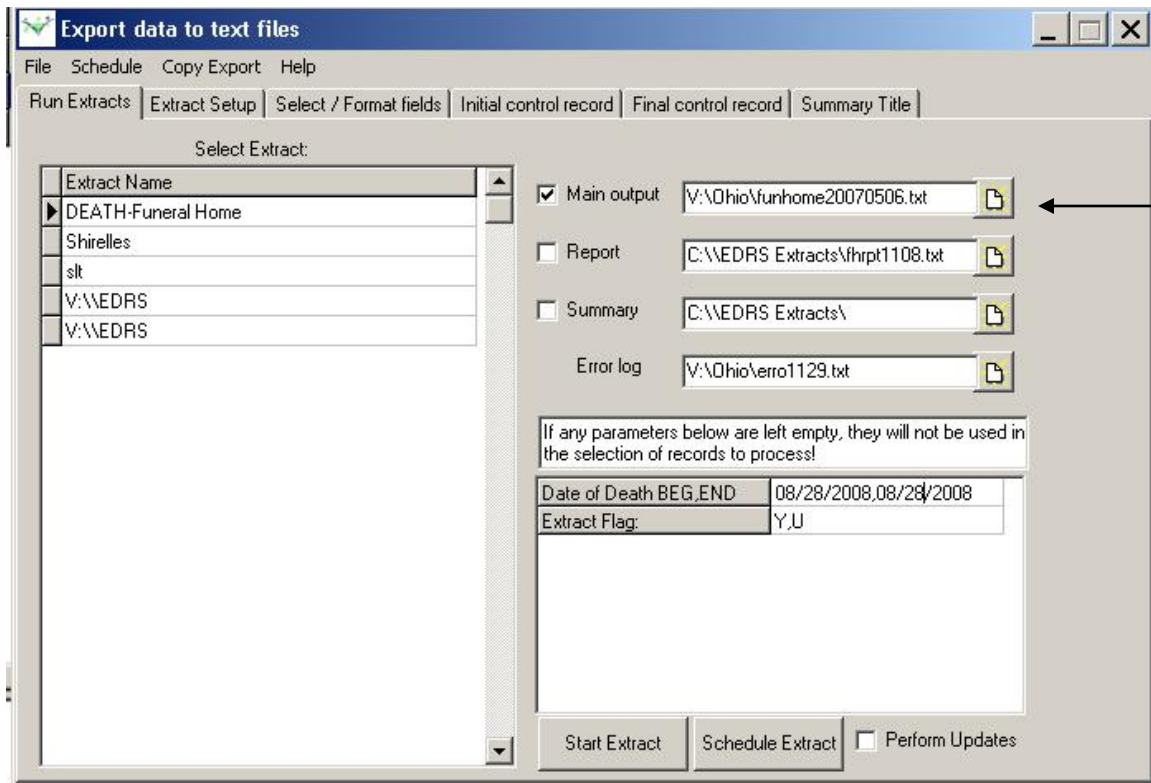 Export data to text files
File Schedule Copy Export Help
Run Extracts Extract Setup Select / Format fields Initial control record Final control record Summary Title
Select Extract:
Extract Name
DEATH-Funeral Home
Shirelles
slt
V:\\EDRS
V:\\EDRS
Main output V:\Ohio\funhome20070506.txt
Report C:\\EDRS Extracts\fhrpt1108.txt
Summary C:\\EDRS Extracts\
Error log V:\Ohio\erro1129.txt
If any parameters below are left empty, they will not be used in
the selection of records to process!
Date of Death BEG,END 08/28/2008,08/28/2008
Extract Flag: Y,U
Start Extract Schedule Extract Perform Updates